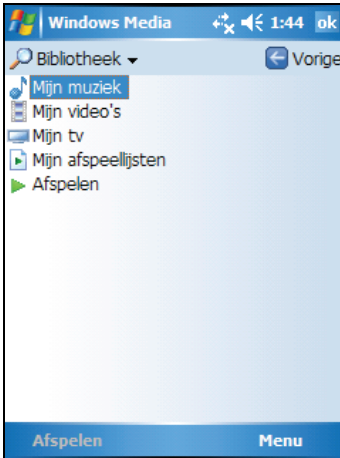 Windows Media 1:44 ok
Bibliotheek Vorige
Mijn muziek
Mijn video's
Mijn tv
Mijn afspeellijsten
Afspelen
Afspelen Menu